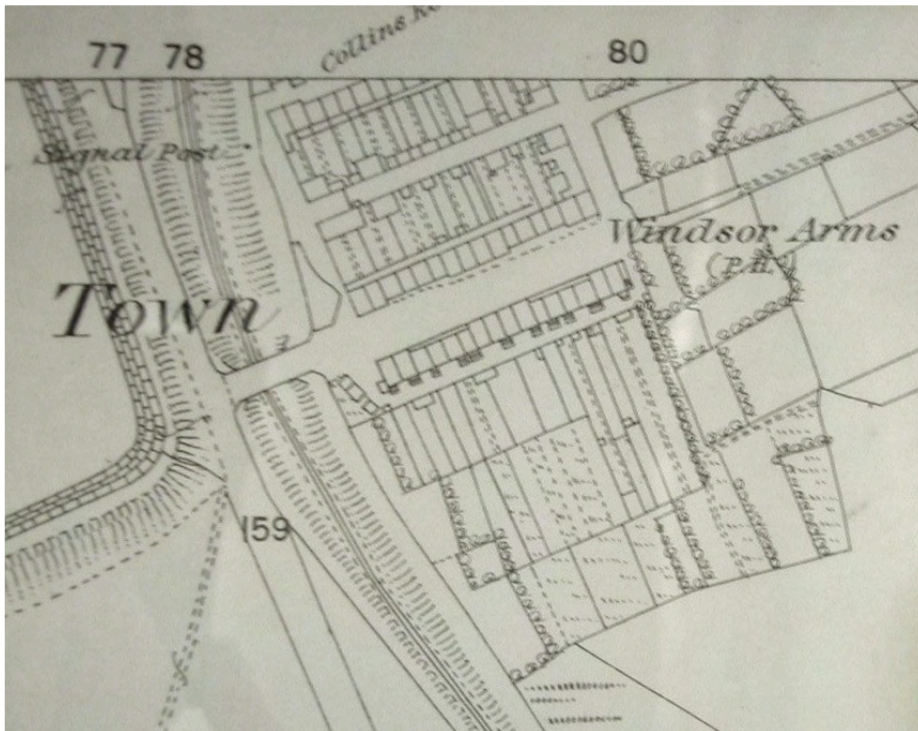 Collins
77 78 80
Signal Post
Windsor Arms
(P.H.)
Town
159